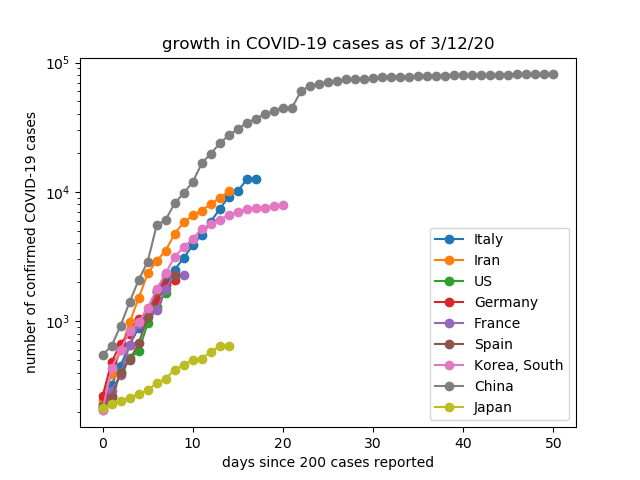 growth in COVID-19 cases as of 3/12/20
number of confirmed COVID-19 cases
10^5
10^4
10^3
Italy
Iran
US
Germany
France
Spain
Korea, South
China
Japan
0 10 20 30 40 50
days since 200 cases reported